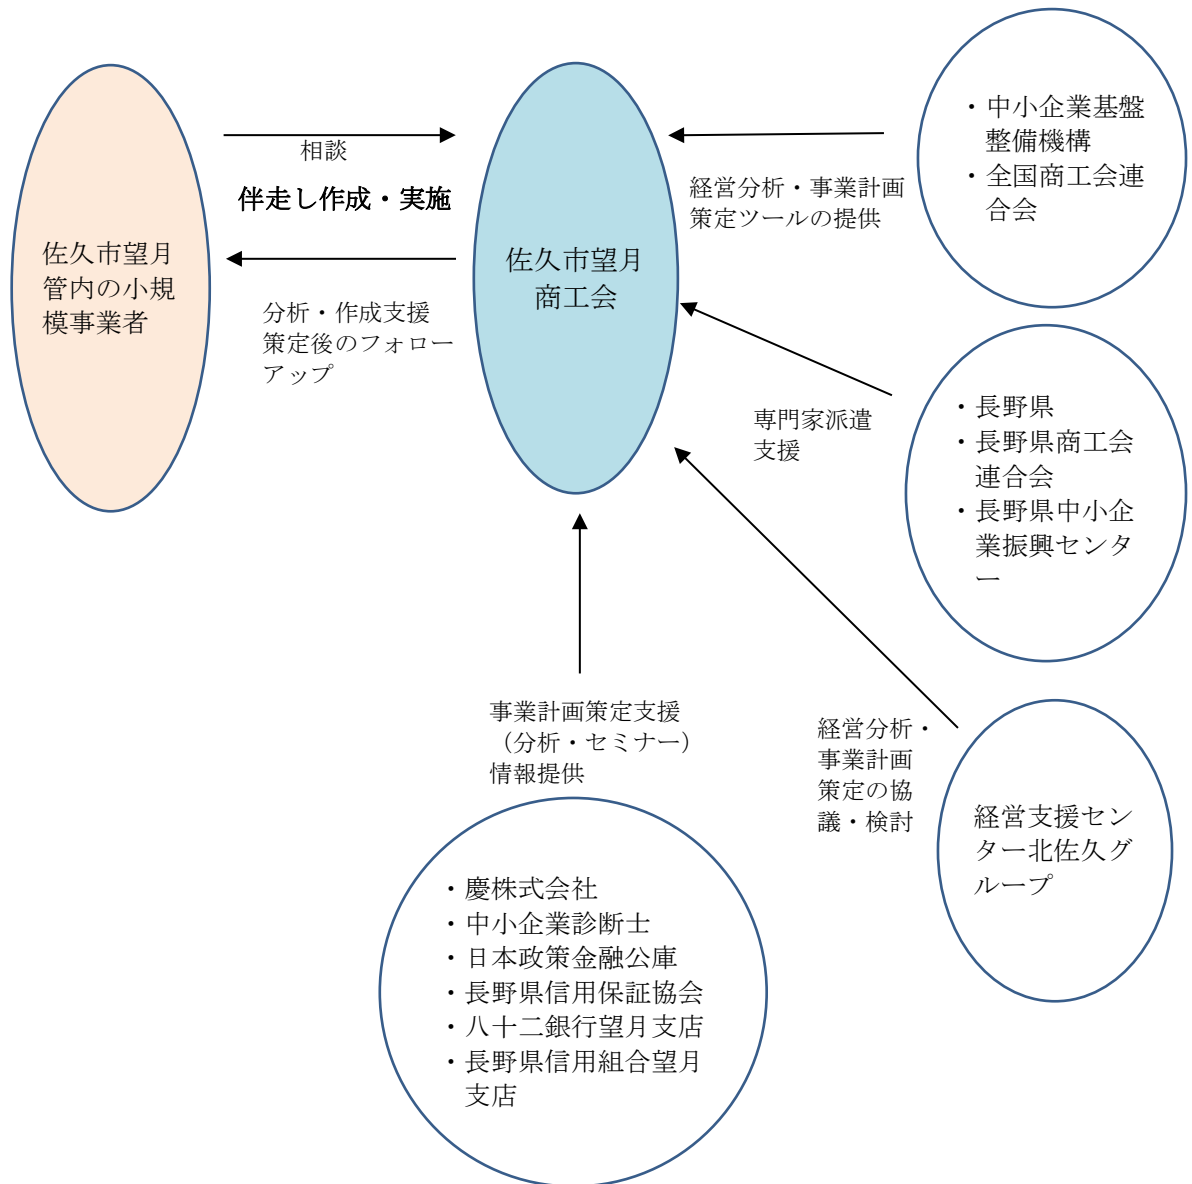 相談
伴走し作成・実施
佐久市望月
管内の小規
模事業者
分析・作成支援
策定後のフォロー
アップ
佐久市望月
商工会
経営分析・事業計画
策定ツールの提供
・中小企業基盤
整備機構
・全国商工会連
合会
専門家派遣
支援
・長野県
・長野県商工会
連合会
・長野県中小企
業振興センタ
ー
事業計画策定支援
（分析・セミナー）
情報提供
経営分析・
事業計画
策定の協
議・検討
経営支援セン
ター北佐久グ
ループ
・慶株式会社
・中小企業診断士
・日本政策金融公庫
・長野県信用保証協会
・八十二銀行望月支店
・長野県信用組合望月
支店